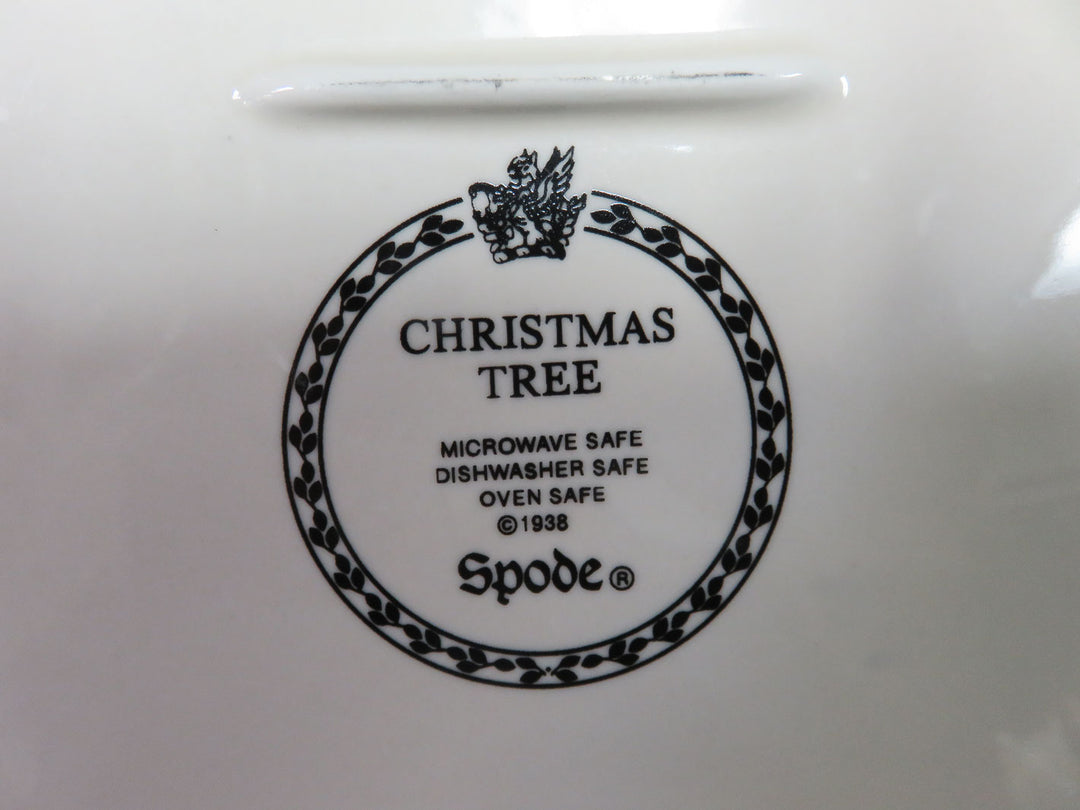 CHRISTMAS
TREE
MICROWAVE SAFE
DISHWASHER SAFE
OVEN SAFE
©1938
Spode®